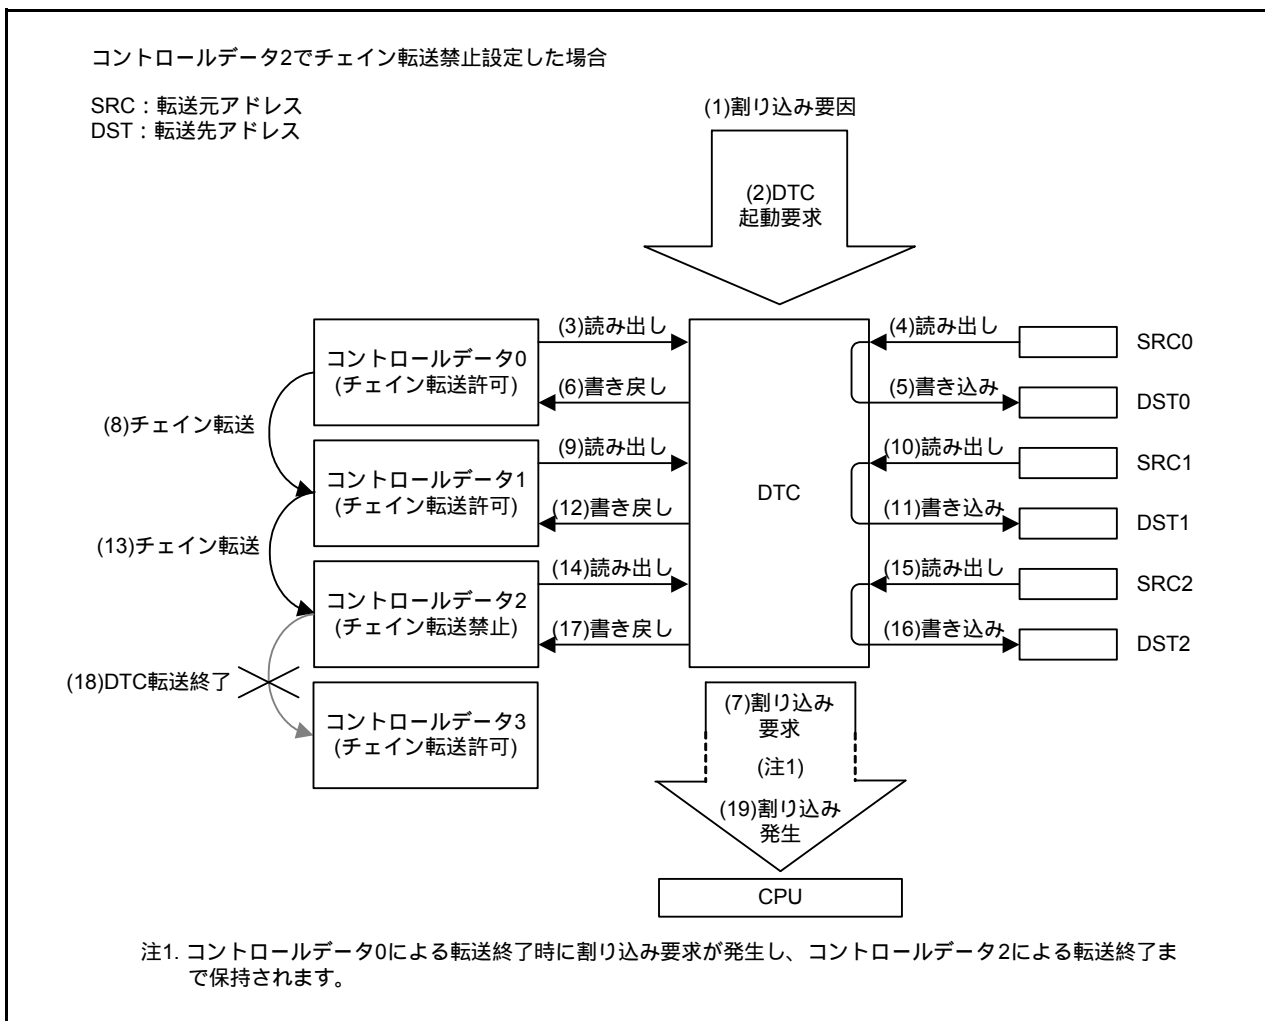 コントロールデータ2でチェイン転送禁止設定した場合
SRC：転送元アドレス
DST：転送先アドレス
(1)割り込み要因
(2)DTC
起動要求
コントロールデータ0
(チェイン転送許可)
(3)読み出し
(6)書き戻し
(4)読み出し
SRC0
(5)書き込み
DST0
(8)チェイン転送
コントロールデータ1
(チェイン転送許可)
(9)読み出し
(12)書き戻し
DTC
(10)読み出し
SRC1
(11)書き込み
DST1
(13)チェイン転送
コントロールデータ2
(チェイン転送禁止)
(14)読み出し
(17)書き戻し
(15)読み出し
SRC2
(16)書き込み
DST2
(18)DTC転送終了
コントロールデータ3
(チェイン転送許可)
(7)割り込み
要求
(注1)
(19)割り込み
発生
CPU
注1. コントロールデータ0による転送終了時に割り込み要求が発生し、コントロールデータ2による転送終了ま
で保持されます。